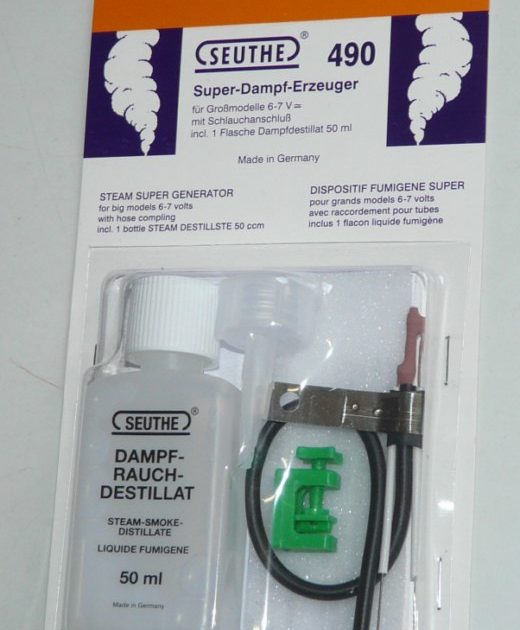 SEUTHE® 490
Super-Dampf-Erzeuger
für Großmodelle 6-7 V≂
mit Schlauchanschluß
incl. 1 Flasche Dampfdestillat 50 ml
Made in Germany
STEAM SUPER GENERATOR
for big models 6-7 volts
with hose compling
incl. 1 bottle STEAM DESTILLSTE 50 ccm
DISPOSITIF FUMIGENE SUPER
pour grands modeles 6-7 volts
avec raccordement pour tubes
inclus 1 flacon liquide fumigène
SEUTHE®
DAMPF-
RAUCH-
DESTILLAT
STEAM-SMOKE-
DISTILLATE
LIQUIDE FUMIGENE
50 ml
Made in Germany